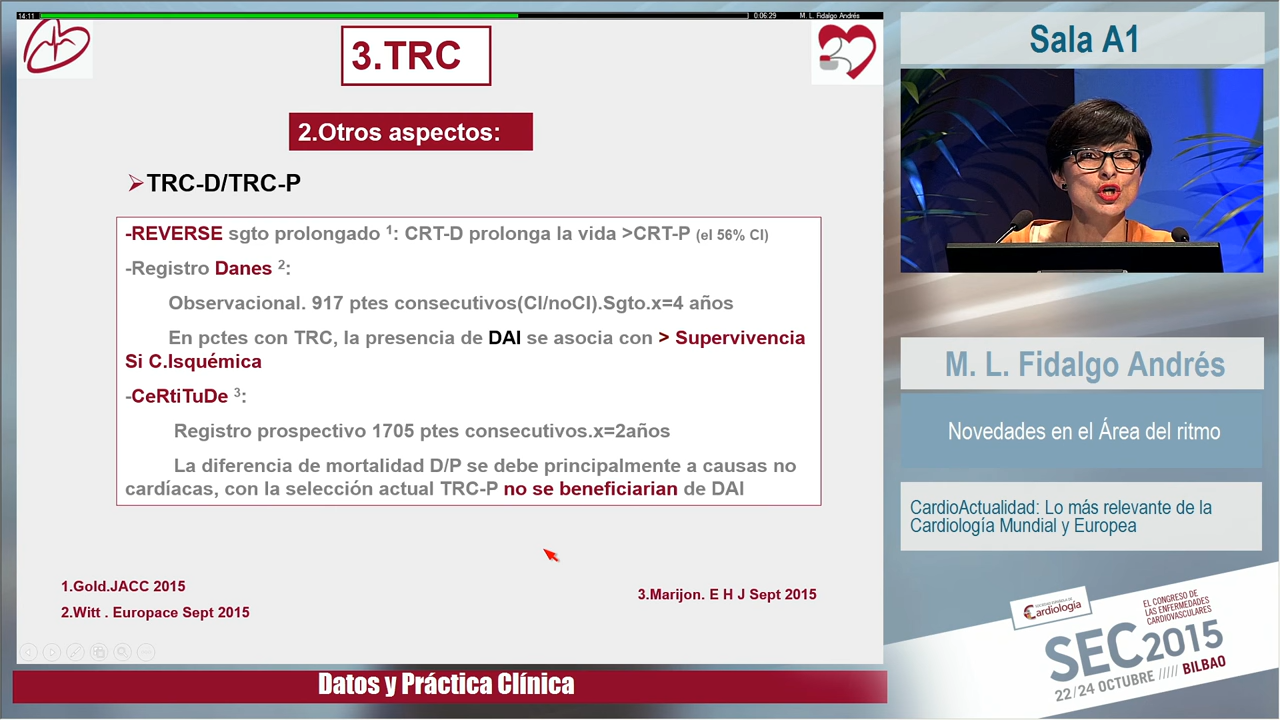 14:11
0:06:29
M. L. Fidalgo Andrés
3.TRC
2.Otros aspectos:
TRC-D/TRC-P
-REVERSE sgto prolongado 1: CRT-D prolonga la vida >CRT-P (el 56% CI)
-Registro Danes 2:
Observacional. 917 ptes consecutivos(CI/noCI).Sgto.x=4 años
En pctes con TRC, la presencia de DAI se asocia con > Supervivencia
Si C.Isquémica
-CeRtiTuDe 3:
Registro prospectivo 1705 ptes consecutivos.x=2años
La diferencia de mortalidad D/P se debe principalmente a causas no
cardíacas, con la selección actual TRC-P no se beneficiarian de DAI
1.Gold.JACC 2015
2.Witt . Europace Sept 2015
3.Marijon. E H J Sept 2015
Datos y Práctica Clínica
Sala A1
M. L. Fidalgo Andrés
Novedades en el Área del ritmo
CardioActualidad: Lo más relevante de la
Cardiología Mundial y Europea
SOCIEDAD ESPAÑOLA DE
Cardiología
EL CONGRESO
DE LAS ENFERMEDADES
CARDIOVASCULARES
SEC2015
22/24 OCTUBRE ///// BILBAO